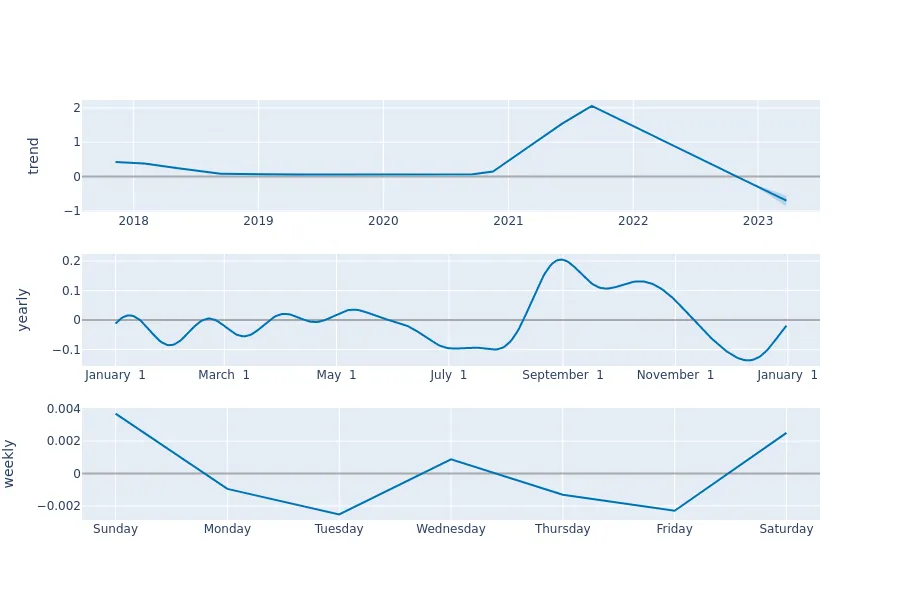 trend
2
1
0
−1
2018 2019 2020 2021 2022 2023
yearly
0.2
0.1
0
−0.1
January 1 March 1 May 1 July 1 September 1 November 1 January 1
weekly
0.004
0.002
0
−0.002
Sunday Monday Tuesday Wednesday Thursday Friday Saturday